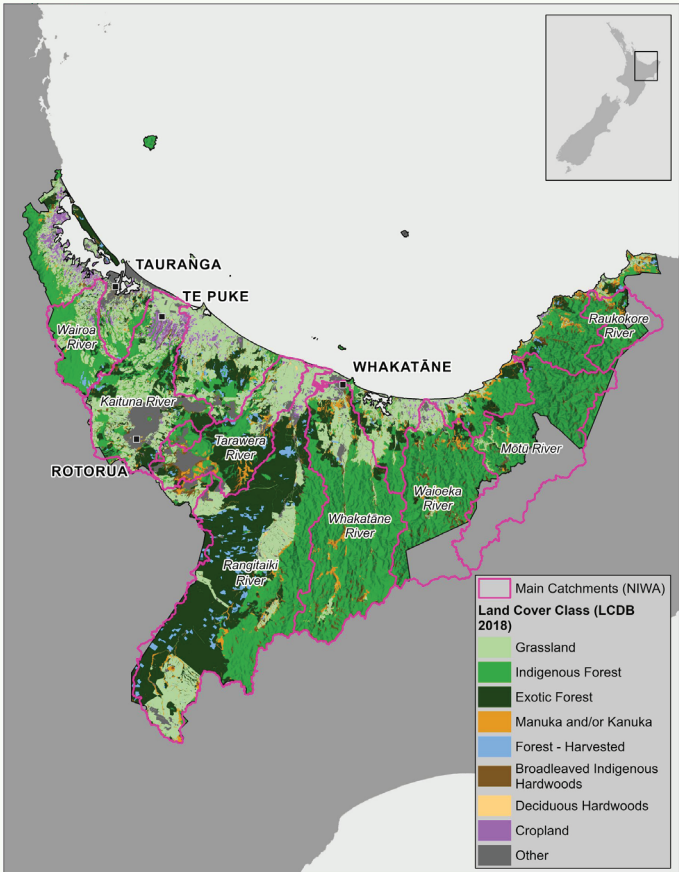 TAURANGA
TE PUKE
Wairoa
River
WHAKATĀNE
Raukokore
River
Kaituna River
Tarawera
River
ROTORUA
Mōtū River
Waioeka
River
Whakatāne
River
Rangitaiki
River
Main Catchments (NIWA)
Land Cover Class (LCDB
2018)
Grassland
Indigenous Forest
Exotic Forest
Manuka and/or Kanuka
Forest - Harvested
Broadleaved Indigenous
Hardwoods
Deciduous Hardwoods
Cropland
Other